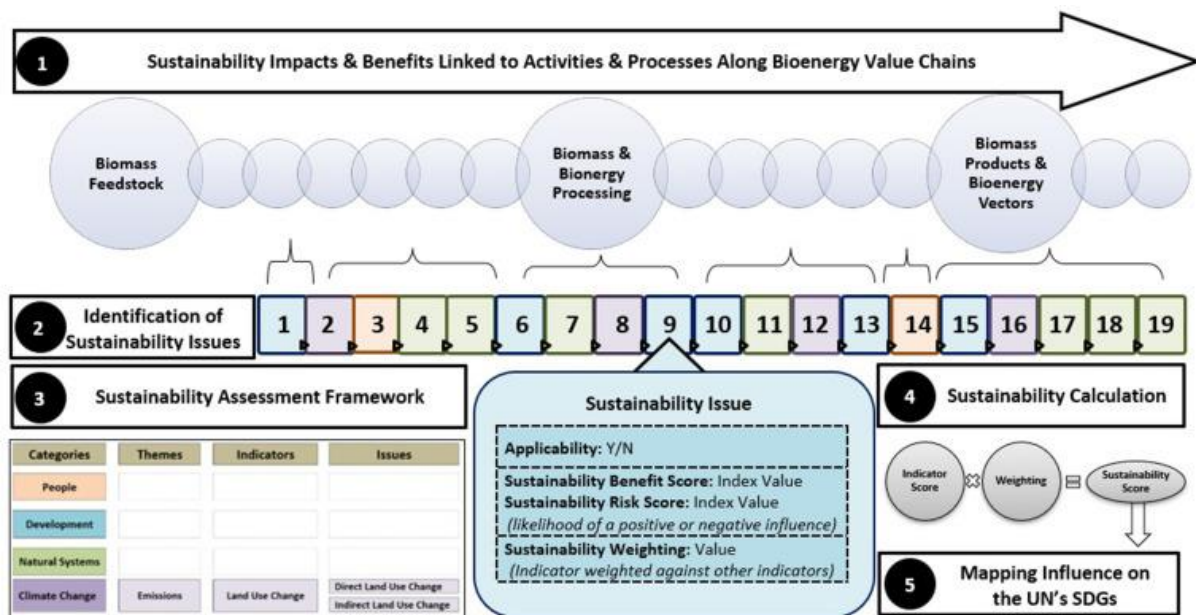 1
Sustainability Impacts & Benefits Linked to Activities & Processes Along Bioenergy Value Chains
Biomass
Feedstock
Biomass &
Bionergy
Processing
Biomass
Products &
Bioenergy
Vectors
2
Identification of
Sustainability Issues
1 2 3 4 5 6 7 8 9 10 11 12 13 14 15 16 17 18 19
3
Sustainability Assessment Framework
Categories Themes Indicators Issues
People
Development
Natural Systems
Climate Change Emissions Land Use Change
Direct Land Use Change
Indirect Land Use Change
Sustainability Issue
Applicability: Y/N
Sustainability Benefit Score: Index Value
Sustainability Risk Score: Index Value
(likelihood of a positive or negative influence)
Sustainability Weighting: Value
(Indicator weighted against other indicators)
4
Sustainability Calculation
Indicator
Score
Weighting
=
Sustainability
Score
5
Mapping Influence on
the UN's SDGs